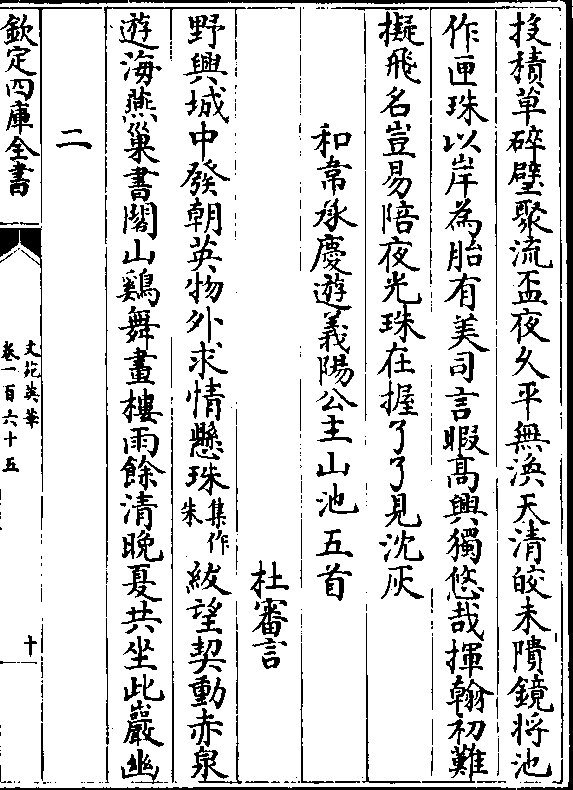 投積草碎璧聚流盃夜久平無渙天清皎未隤鏡將池
作匣珠以岸為胎有美司言暇髙興獨悠哉揮翰初難
擬飛名豈易陪夜光珠在握了了見沈灰
和韋承慶遊義陽公主山池五首
杜審言
野興城中發朝英物外求情懸珠集作朱紱望契動赤泉
遊海燕巢書閣山鷄舞畫樓雨餘清晚夏共坐此巖幽
二
欽定四庫全書
文苑英華
卷一百六十五
十